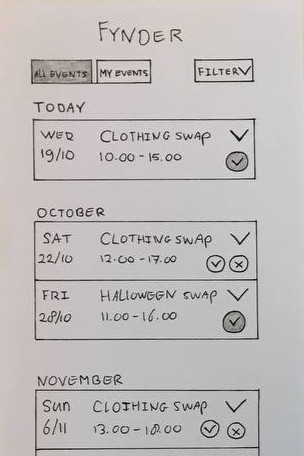 FYNDER
ALL EVENTS MY EVENTS FILTER
TODAY
WED CLOTHING SWAP
19/10 10.00-15.00
OCTOBER
SAT CLOTHING SWAP
22/10 12.00-17.00
FRI HALLOWEEN SWAP
28/10 11.00-16.00
NOVEMBER
SUN CLOTHING SWAP
6/11 13.00-18.00